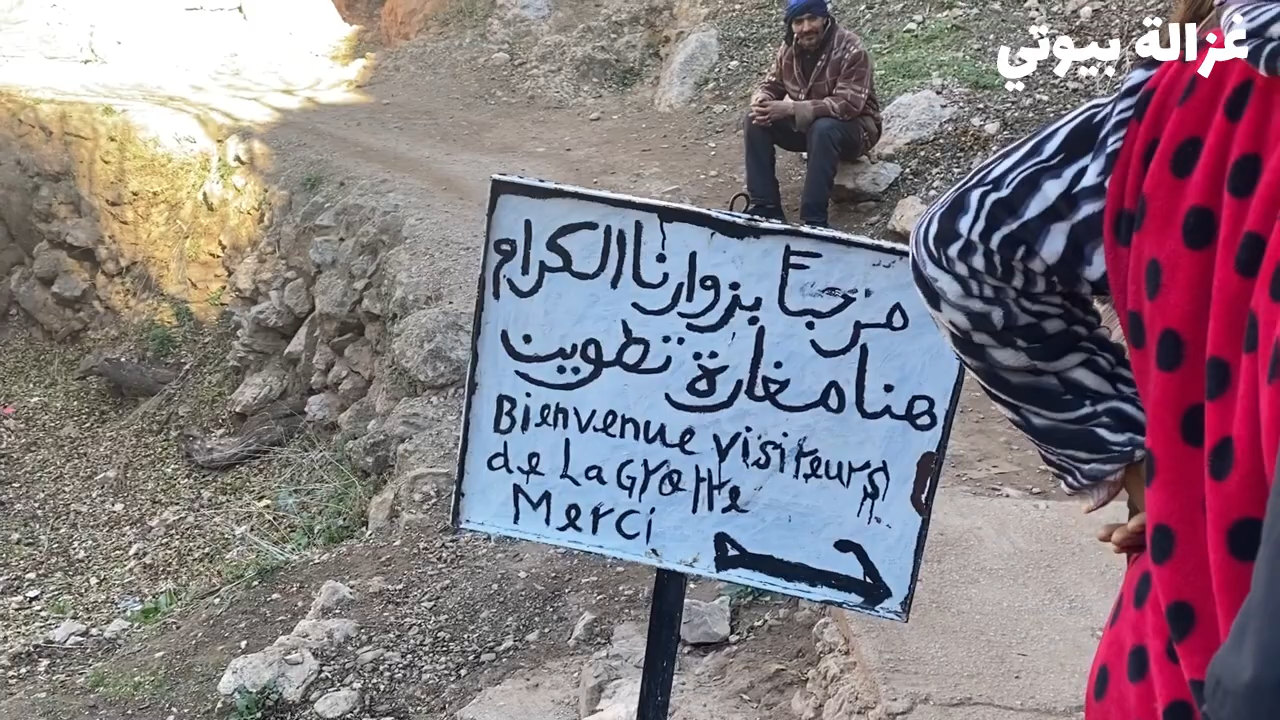 غزالة بيوتي
مرحباً بزوارنا الكرام
هنا مغارة تطوين
Bienvenue visiteurs
de La Grotte
Merci